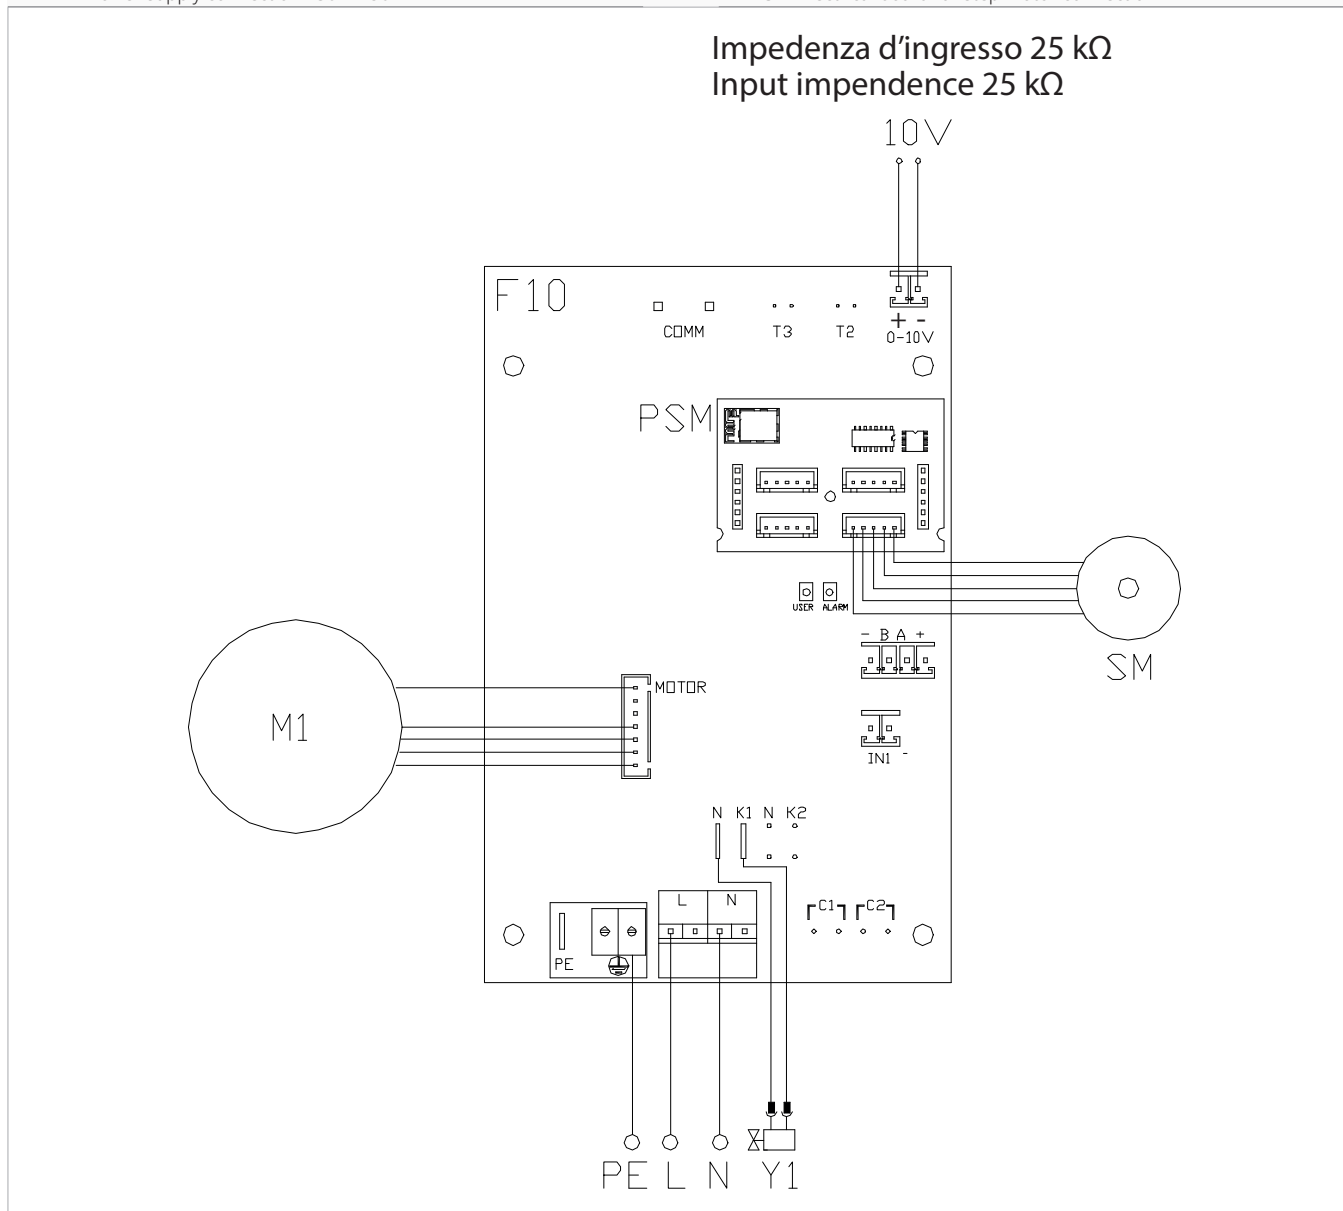 Impedenza d'ingresso 25 kΩ
Input impendence 25 kΩ
10V
F10
COMM
T3
T2
+ -
0-10V
PSM
USER
ALARM
- B A +
SM
MOTOR
M1
IN1 -
N K1 N K2
L
N
C1
C2
PE
PE L N Y1